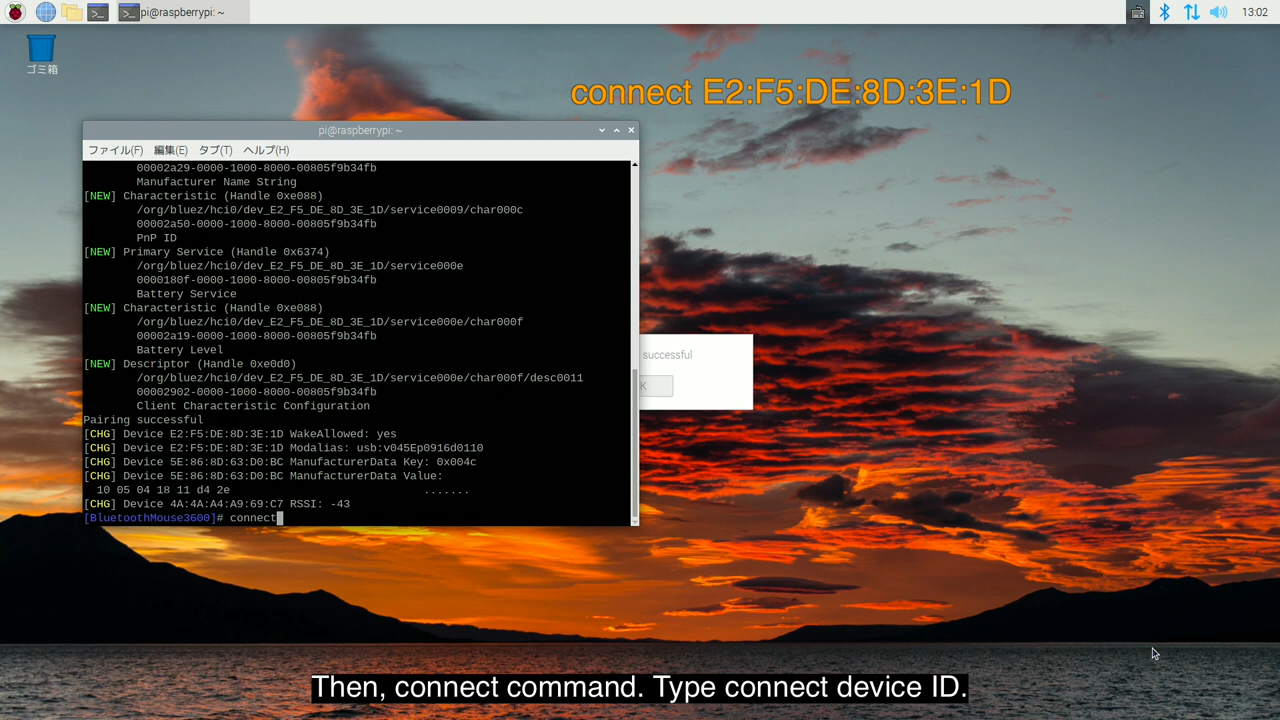 pi@raspberrypi: ~
13:02
ゴミ箱
connect E2:F5:DE:8D:3E:1D
pi@raspberrypi: ~
ファイル(F) 編集(E) タブ(T) ヘルプ(H)
00002a29-0000-1000-8000-00805f9b34fb
Manufacturer Name String
[NEW] Characteristic (Handle 0xe088)
/org/bluez/hci0/dev_E2_F5_DE_8D_3E_1D/service0009/char000c
00002a50-0000-1000-8000-00805f9b34fb
PnP ID
[NEW] Primary Service (Handle 0x6374)
/org/bluez/hci0/dev_E2_F5_DE_8D_3E_1D/service000e
0000180f-0000-1000-8000-00805f9b34fb
Battery Service
[NEW] Characteristic (Handle 0xe088)
/org/bluez/hci0/dev_E2_F5_DE_8D_3E_1D/service000e/char000f
00002a19-0000-1000-8000-00805f9b34fb
Battery Level
[NEW] Descriptor (Handle 0xe0d0)
/org/bluez/hci0/dev_E2_F5_DE_8D_3E_1D/service000e/char000f/desc0011
00002902-0000-1000-8000-00805f9b34fb
Client Characteristic Configuration
Pairing successful
[CHG] Device E2:F5:DE:8D:3E:1D WakeAllowed: yes
[CHG] Device E2:F5:DE:8D:3E:1D Modalias: usb:v045Ep0916d0110
[CHG] Device 5E:86:8D:63:D0:BC ManufacturerData Key: 0x004c
[CHG] Device 5E:86:8D:63:D0:BC ManufacturerData Value:
10 05 04 18 11 d4 2e .......
[CHG] Device 4A:4A:A4:A9:69:C7 RSSI: -43
[BluetoothMouse3600]# connect
successful
K
Then, connect command. Type connect device ID.